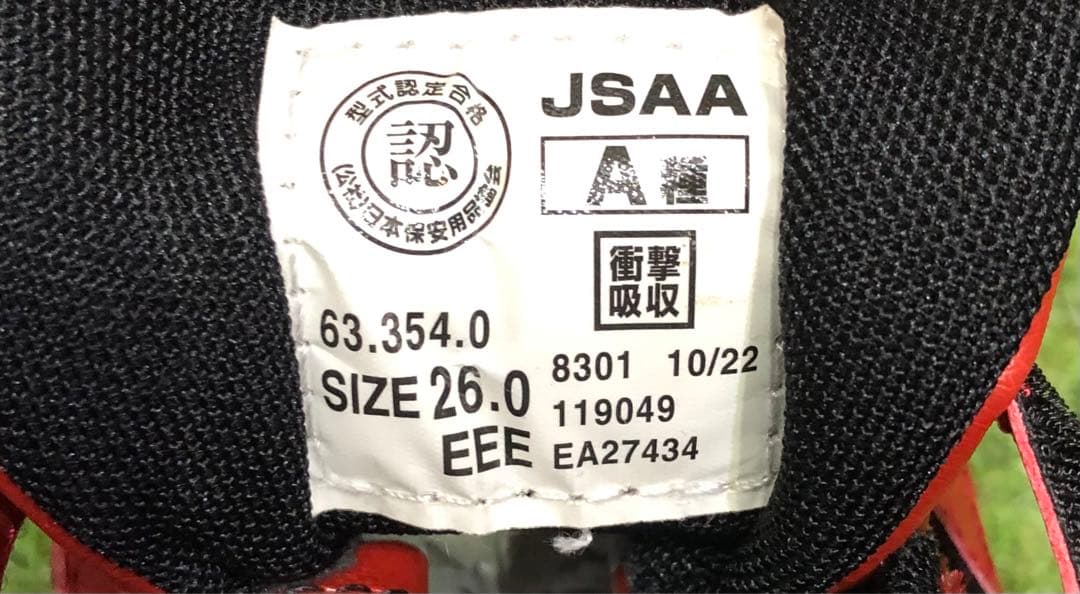 型式認定合格
認
(公社)日本保安用品協会
JSAA
A種
衝撃
吸収
63.354.0
SIZE 26.0
EEE
8301 10/22
119049
EA27434